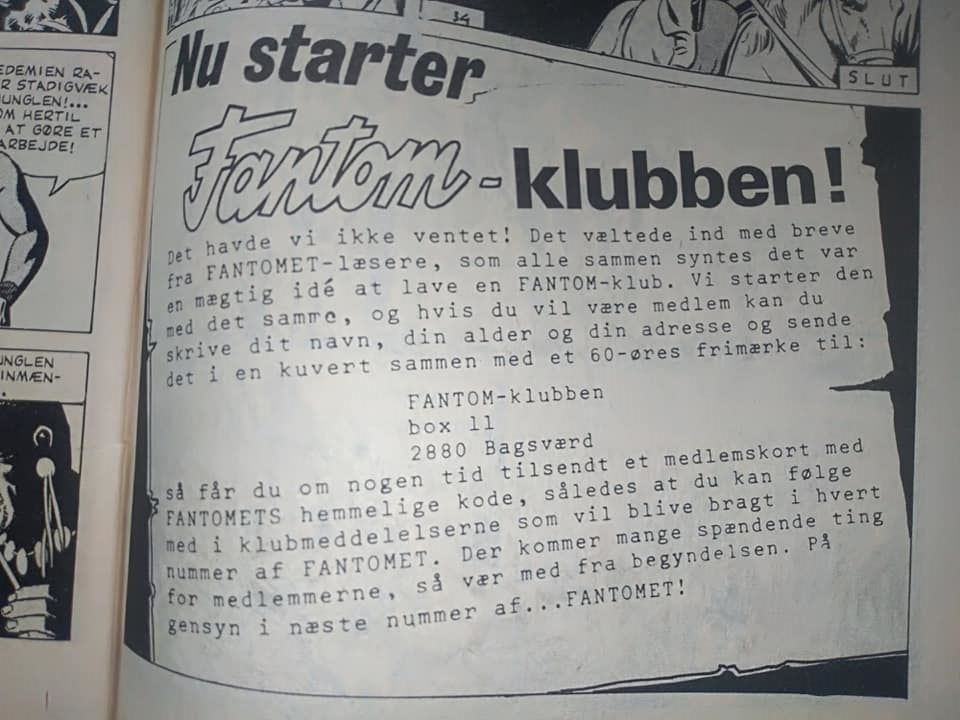 EDEMIEN RA-
R STADIGVÆK
UNGLEN!...
OM HERTIL
AT GØRE ET
ARBEJDE!
UNGLEN
INMÆN-
34
SLUT
Nu starter
Fantom-klubben!
Det havde vi ikke ventet! Det væltede ind med breve
fra FANTOMET-læsere, som alle sammen syntes det var
en mægtig idé at lave en FANTOM-klub. Vi starter den
med det samme, og hvis du vil være medlem kan du
skrive dit navn, din alder og din adresse og sende
det i en kuvert sammen med et 60-øres frimærke til:
FANTOM-klubben
box 11
2880 Bagsværd
så får du om nogen tid tilsendt et medlemskort med
FANTOMETS hemmelige kode, således at du kan følge
med i klubmeddelelserne som vil blive bragt i hvert
nummer af FANTOMET. Der kommer mange spændende ting
for medlemmerne, så vær med fra begyndelsen. På
gensyn i næste nummer af...FANTOMET!